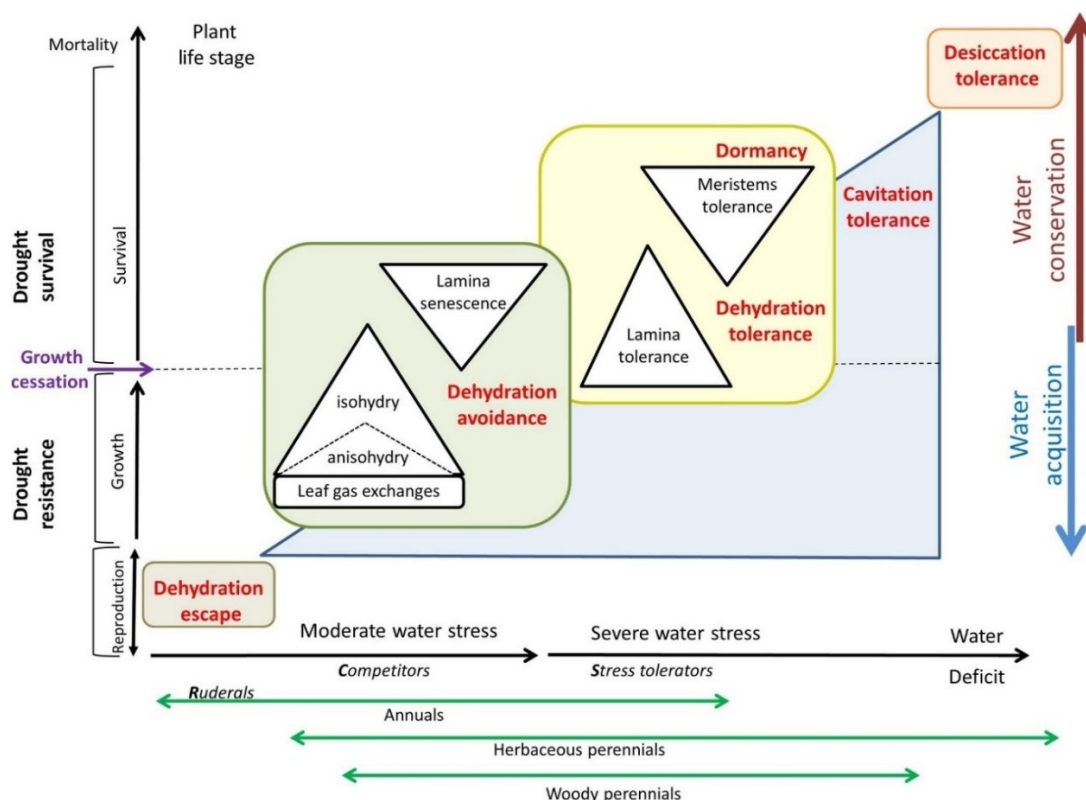 Mortality
Plant
life stage
Desiccation
tolerance
Dormancy
Meristems
tolerance
Cavitation
tolerance
Water
conservation
Drought
survival
Survival
Lamina
senescence
Dehydration
tolerance
Lamina
tolerance
Growth
cessation
Dehydration
avoidance
isohydry
anisohydry
Leaf gas exchanges
Water
acquisition
Drought
resistance
Growth
Reproduction
Dehydration
escape
Moderate water stress
Severe water stress
Water
Deficit
Competitors
Stress tolerators
Ruderals
Annuals
Herbaceous perennials
Woody perennials